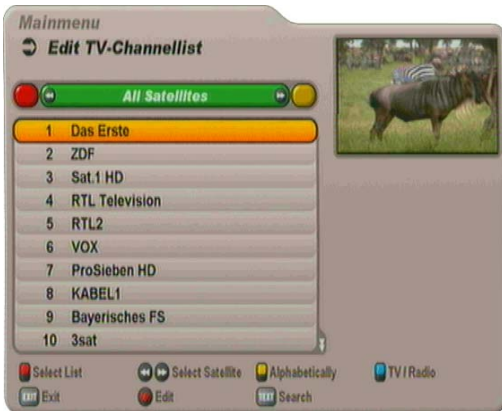 Mainmenu
Edit TV-Channellist
All Satellites
1 Das Erste
2 ZDF
3 Sat.1 HD
4 RTL Television
5 RTL2
6 VOX
7 ProSieben HD
8 KABEL1
9 Bayerisches FS
10 3sat
Select List Select Satellite Alphabetically TV / Radio
EXIT Exit Edit TEXT Search